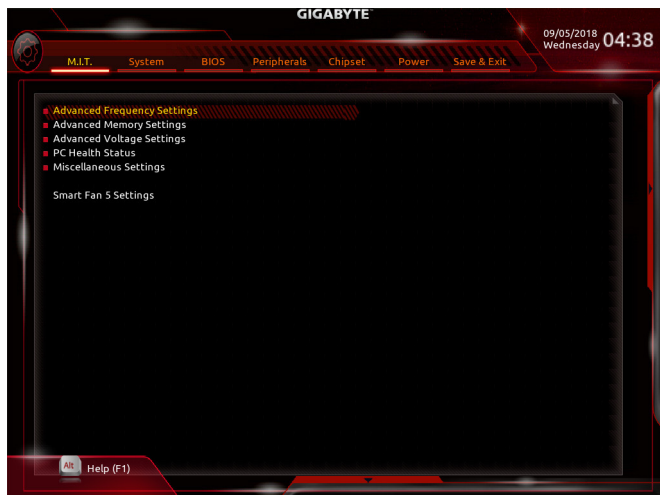 GIGABYTE™
09/05/2018
Wednesday 04:38
M.I.T. System BIOS Peripherals Chipset Power Save & Exit
Advanced Frequency Settings
Advanced Memory Settings
Advanced Voltage Settings
PC Health Status
Miscellaneous Settings
Smart Fan 5 Settings
Alt Help (F1)